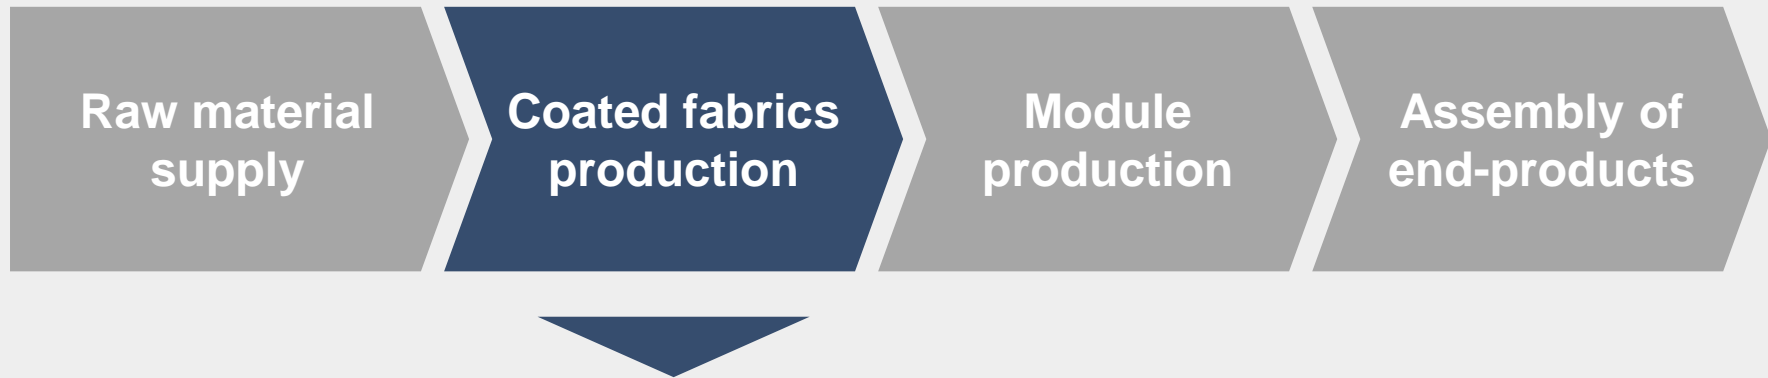 Raw material
supply
Coated fabrics
production
Module
production
Assembly of
end-products